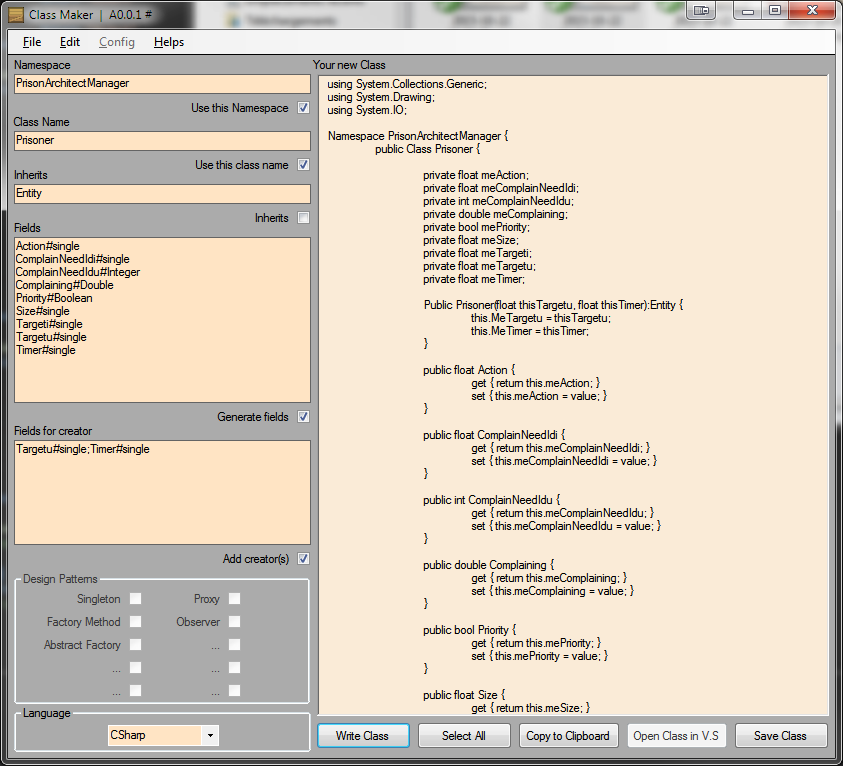 Class Maker | A0.0.1 #
File Edit Config Helps
Namespace
PrisonArchitectManager
Use this Namespace
Class Name
Prisoner
Use this class name
Inherits
Entity
Inherits
Fields
Action#single
ComplainNeedIdi#single
ComplainNeedIdu#Integer
Complaining#Double
Priority#Boolean
Size#single
Targeti#single
Targetu#single
Timer#single
Generate fields
Fields for creator
Targetu#single;Timer#single
Add creator(s)
Design Patterns
Singleton Proxy
Factory Method Observer
Abstract Factory ...
... ...
... ...
Language
CSharp
Your new Class
using System.Collections.Generic;
using System.Drawing;
using System.IO;
Namespace PrisonArchitectManager {
public Class Prisoner {
private float meAction;
private float meComplainNeedIdi;
private int meComplainNeedIdu;
private double meComplaining;
private bool mePriority;
private float meSize;
private float meTargeti;
private float meTargetu;
private float meTimer;
Public Prisoner(float thisTargetu, float thisTimer):Entity {
this.MeTargetu = thisTargetu;
this.MeTimer = thisTimer;
}
public float Action {
get { return this.meAction; }
set { this.meAction = value; }
}
public float ComplainNeedIdi {
get { return this.meComplainNeedIdi; }
set { this.meComplainNeedIdi = value; }
}
public int ComplainNeedIdu {
get { return this.meComplainNeedIdu; }
set { this.meComplainNeedIdu = value; }
}
public double Complaining {
get { return this.meComplaining; }
set { this.meComplaining = value; }
}
public bool Priority {
get { return this.mePriority; }
set { this.mePriority = value; }
}
public float Size {
get { return this.meSize; }
Write Class Select All Copy to Clipboard Open Class in V.S Save Class